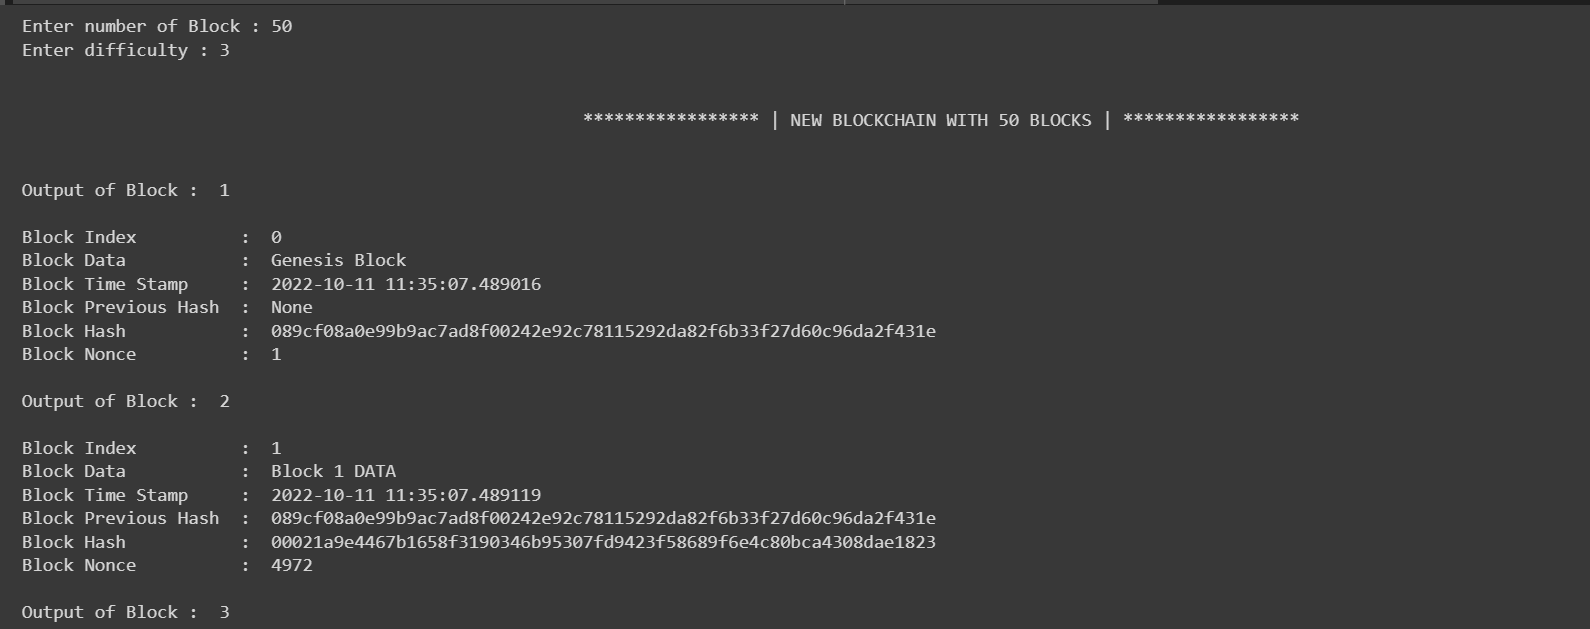 Enter number of Block : 50
Enter difficulty : 3
***************** | NEW BLOCKCHAIN WITH 50 BLOCKS | *****************
Output of Block :  1
Block Index          :  0
Block Data           :  Genesis Block
Block Time Stamp     :  2022-10-11 11:35:07.489016
Block Previous Hash  :  None
Block Hash           :  089cf08a0e99b9ac7ad8f00242e92c78115292da82f6b33f27d60c96da2f431e
Block Nonce          :  1
Output of Block :  2
Block Index          :  1
Block Data           :  Block 1 DATA
Block Time Stamp     :  2022-10-11 11:35:07.489119
Block Previous Hash  :  089cf08a0e99b9ac7ad8f00242e92c78115292da82f6b33f27d60c96da2f431e
Block Hash           :  00021a9e4467b1658f3190346b95307fd9423f58689f6e4c80bca4308dae1823
Block Nonce          :  4972
Output of Block :  3